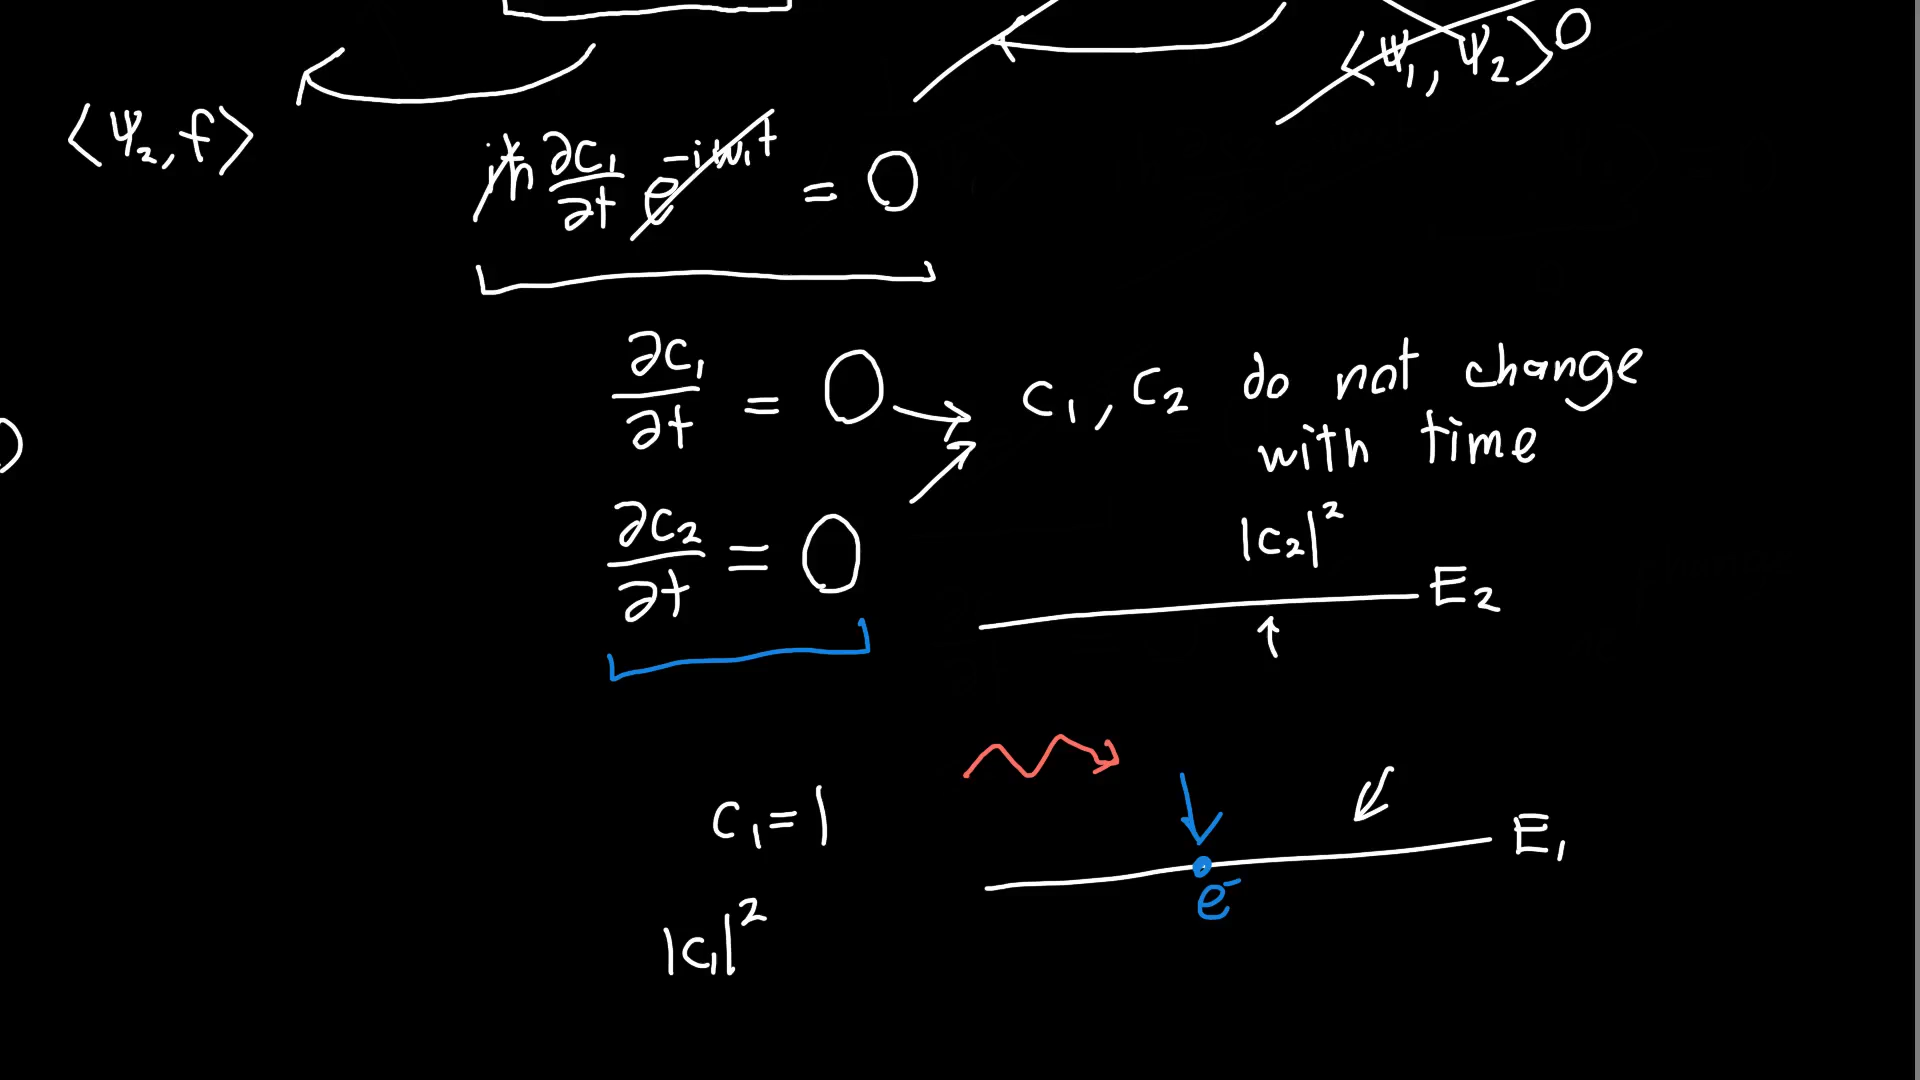 ⟨ψ₁, ψ₂⟩ 0
⟨ψ₂, f⟩
iħ ∂c₁/∂t e^(-iω₁t) = 0
∂c₁/∂t = 0 → c₁, c₂ do not change
with time
∂c₂/∂t = 0
|c₂|²
E₂
c₁ = 1
E₁
e⁻
|c₁|²